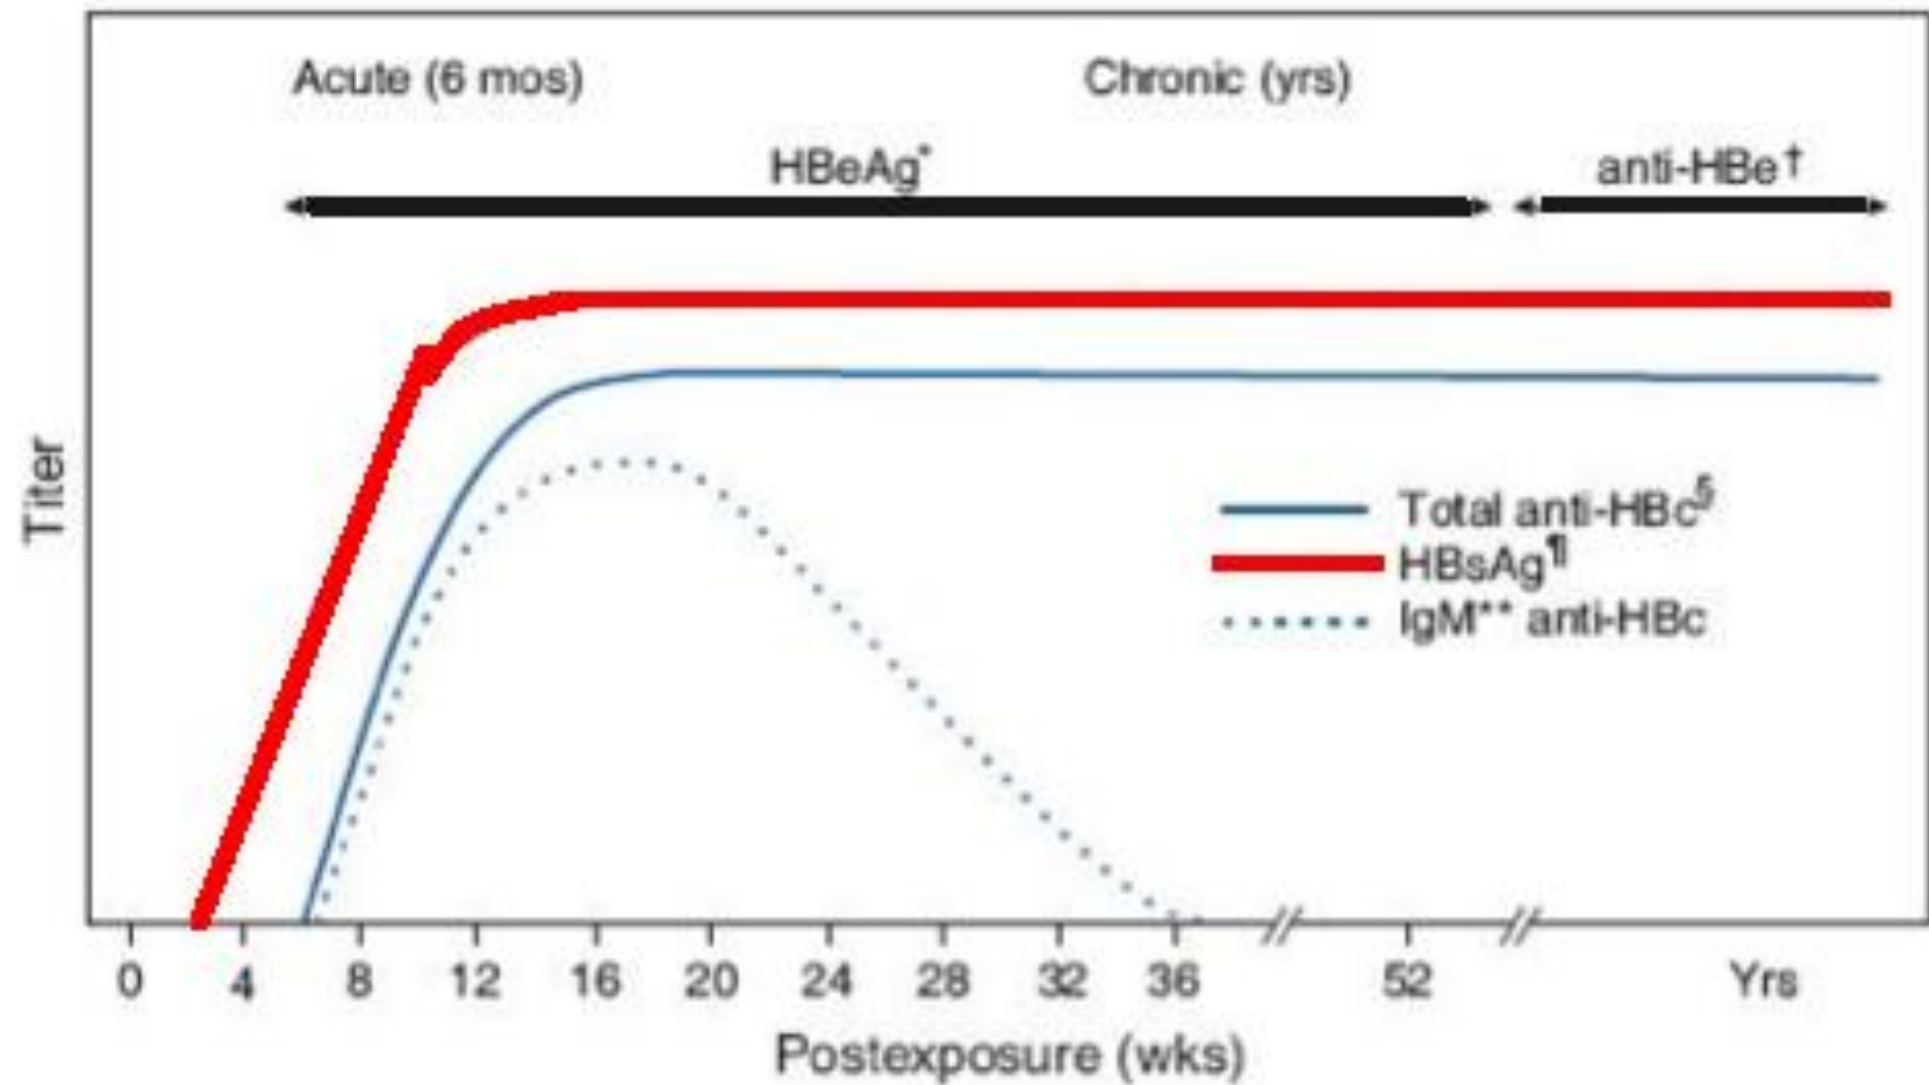 Acute (6 mos)
Chronic (yrs)
HBeAg*
anti-HBe†
Titer
Total anti-HBc§
HBsAg¶
IgM** anti-HBc
0 4 8 12 16 20 24 28 32 36 52 Yrs
Postexposure (wks)